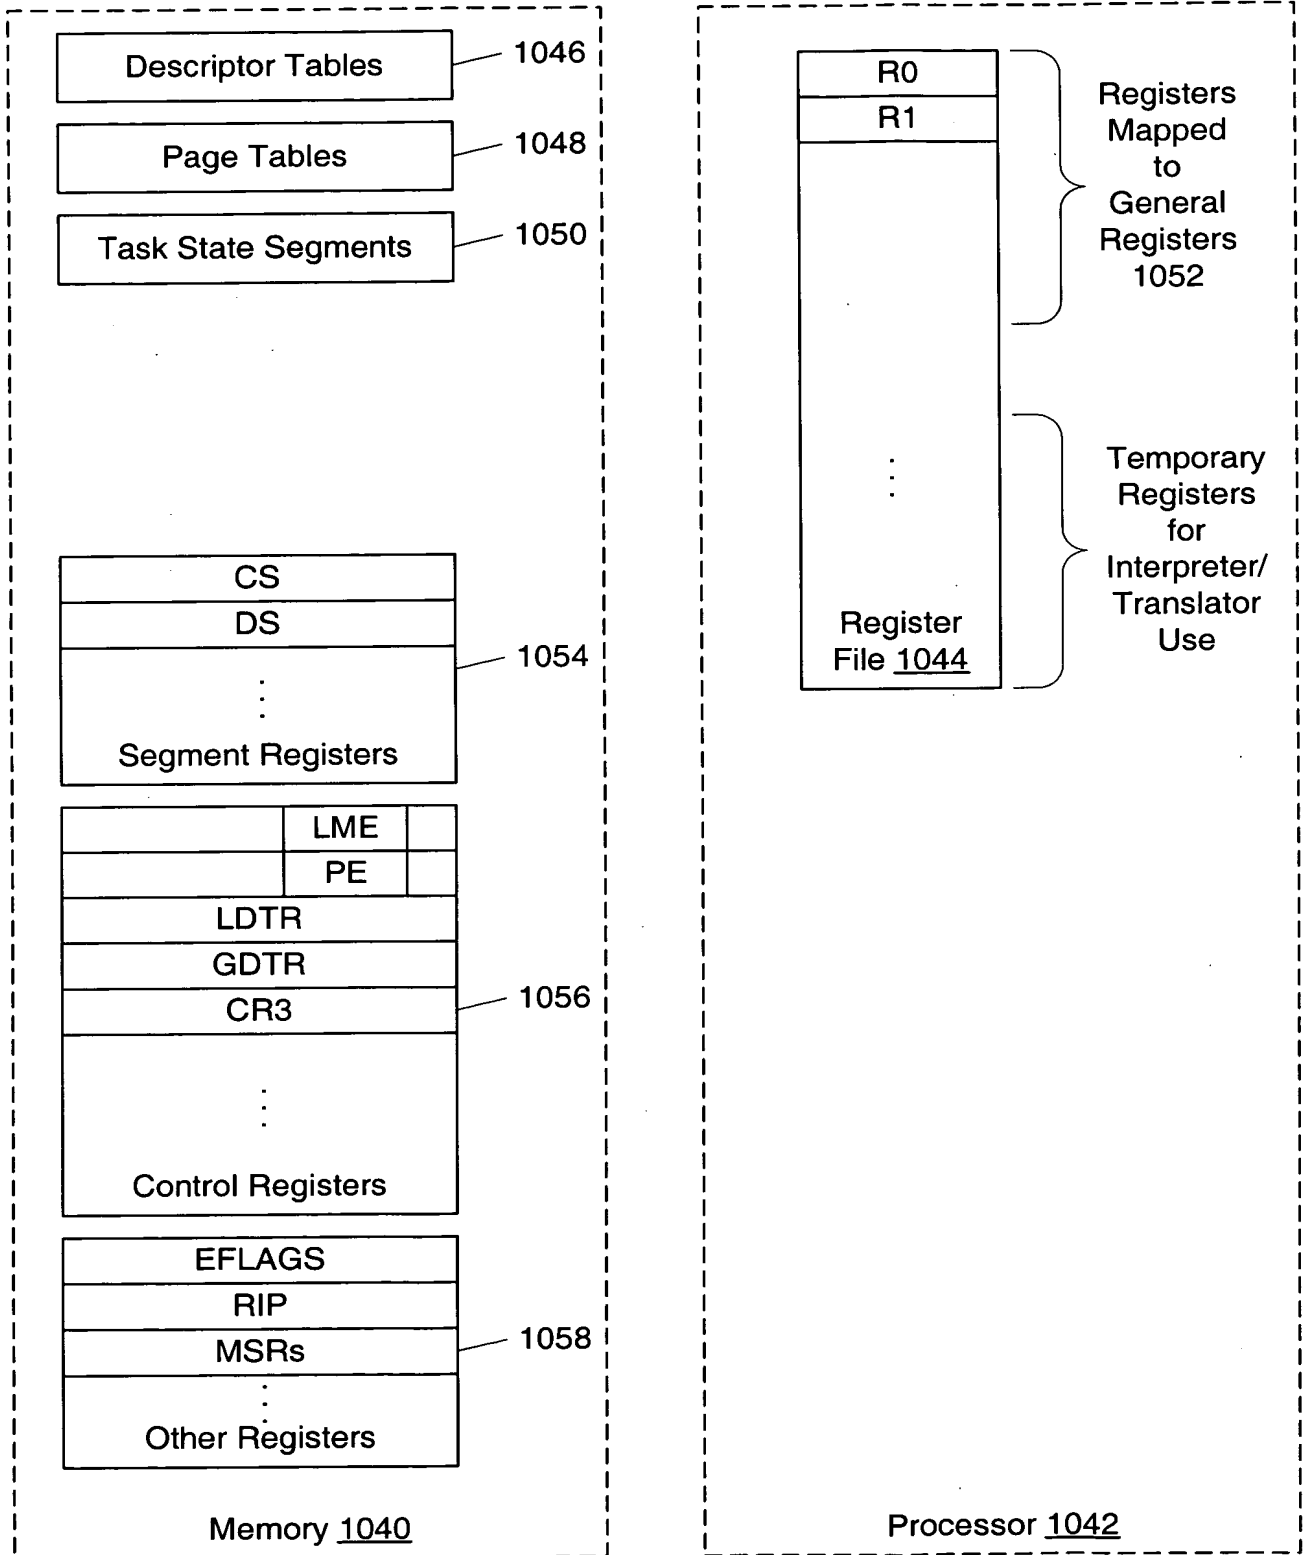 Descriptor Tables
1046
Page Tables
1048
Task State Segments
1050
CS
DS
1054
Segment Registers
LME
PE
LDTR
GDTR
CR3
1056
Control Registers
EFLAGS
RIP
MSRs
1058
Other Registers
Memory 1040
R0
R1
Registers
Mapped
to
General
Registers
1052
Temporary
Registers
for
Interpreter/
Translator
Use
Register
File 1044
Processor 1042